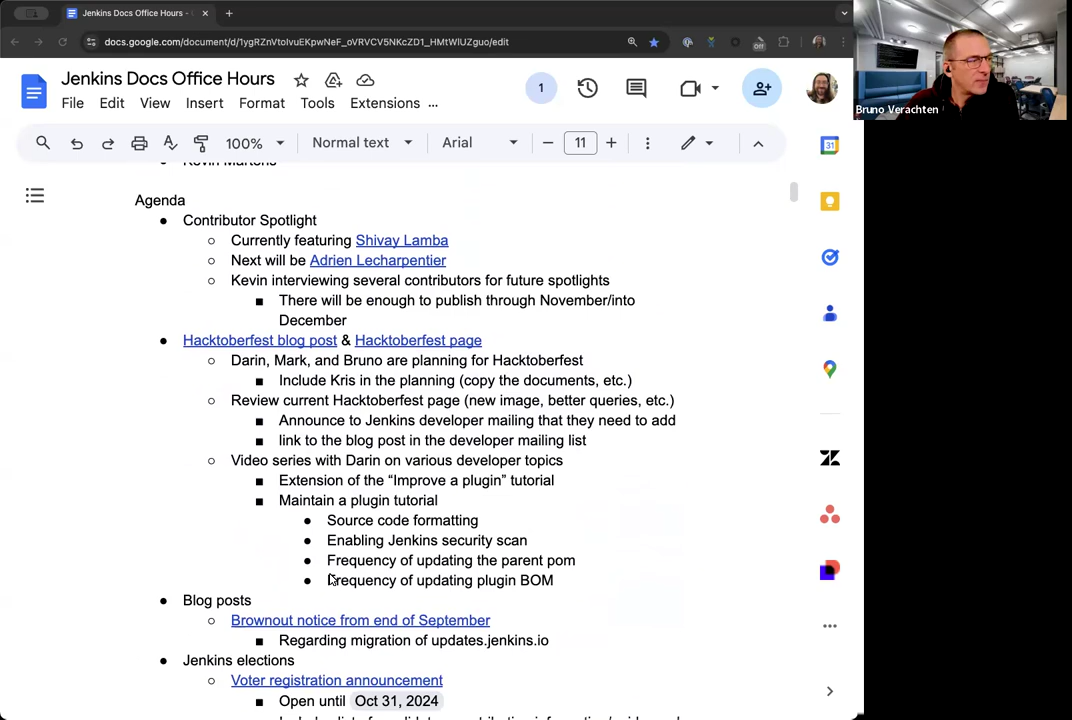 Jenkins Docs Office Hours -
docs.google.com/document/d/1ygRZnVtoIvuEKpwNeF_oVRVCV5NKcZD1_HMtWlUZguo/edit
Off
Bruno Verachten
Jenkins Docs Office Hours
File Edit View Insert Format Tools Extensions ...
1
100% Normal text Arial 11
31
Kevin Martens
Agenda
● Contributor Spotlight
○ Currently featuring Shivay Lamba
○ Next will be Adrien Lecharpentier
○ Kevin interviewing several contributors for future spotlights
■ There will be enough to publish through November/into
December
● Hacktoberfest blog post & Hacktoberfest page
○ Darin, Mark, and Bruno are planning for Hacktoberfest
■ Include Kris in the planning (copy the documents, etc.)
○ Review current Hacktoberfest page (new image, better queries, etc.)
■ Announce to Jenkins developer mailing that they need to add
■ link to the blog post in the developer mailing list
○ Video series with Darin on various developer topics
■ Extension of the “Improve a plugin” tutorial
■ Maintain a plugin tutorial
● Source code formatting
● Enabling Jenkins security scan
● Frequency of updating the parent pom
● Frequency of updating plugin BOM
● Blog posts
○ Brownout notice from end of September
■ Regarding migration of updates.jenkins.io
● Jenkins elections
○ Voter registration announcement
■ Open until Oct 31, 2024